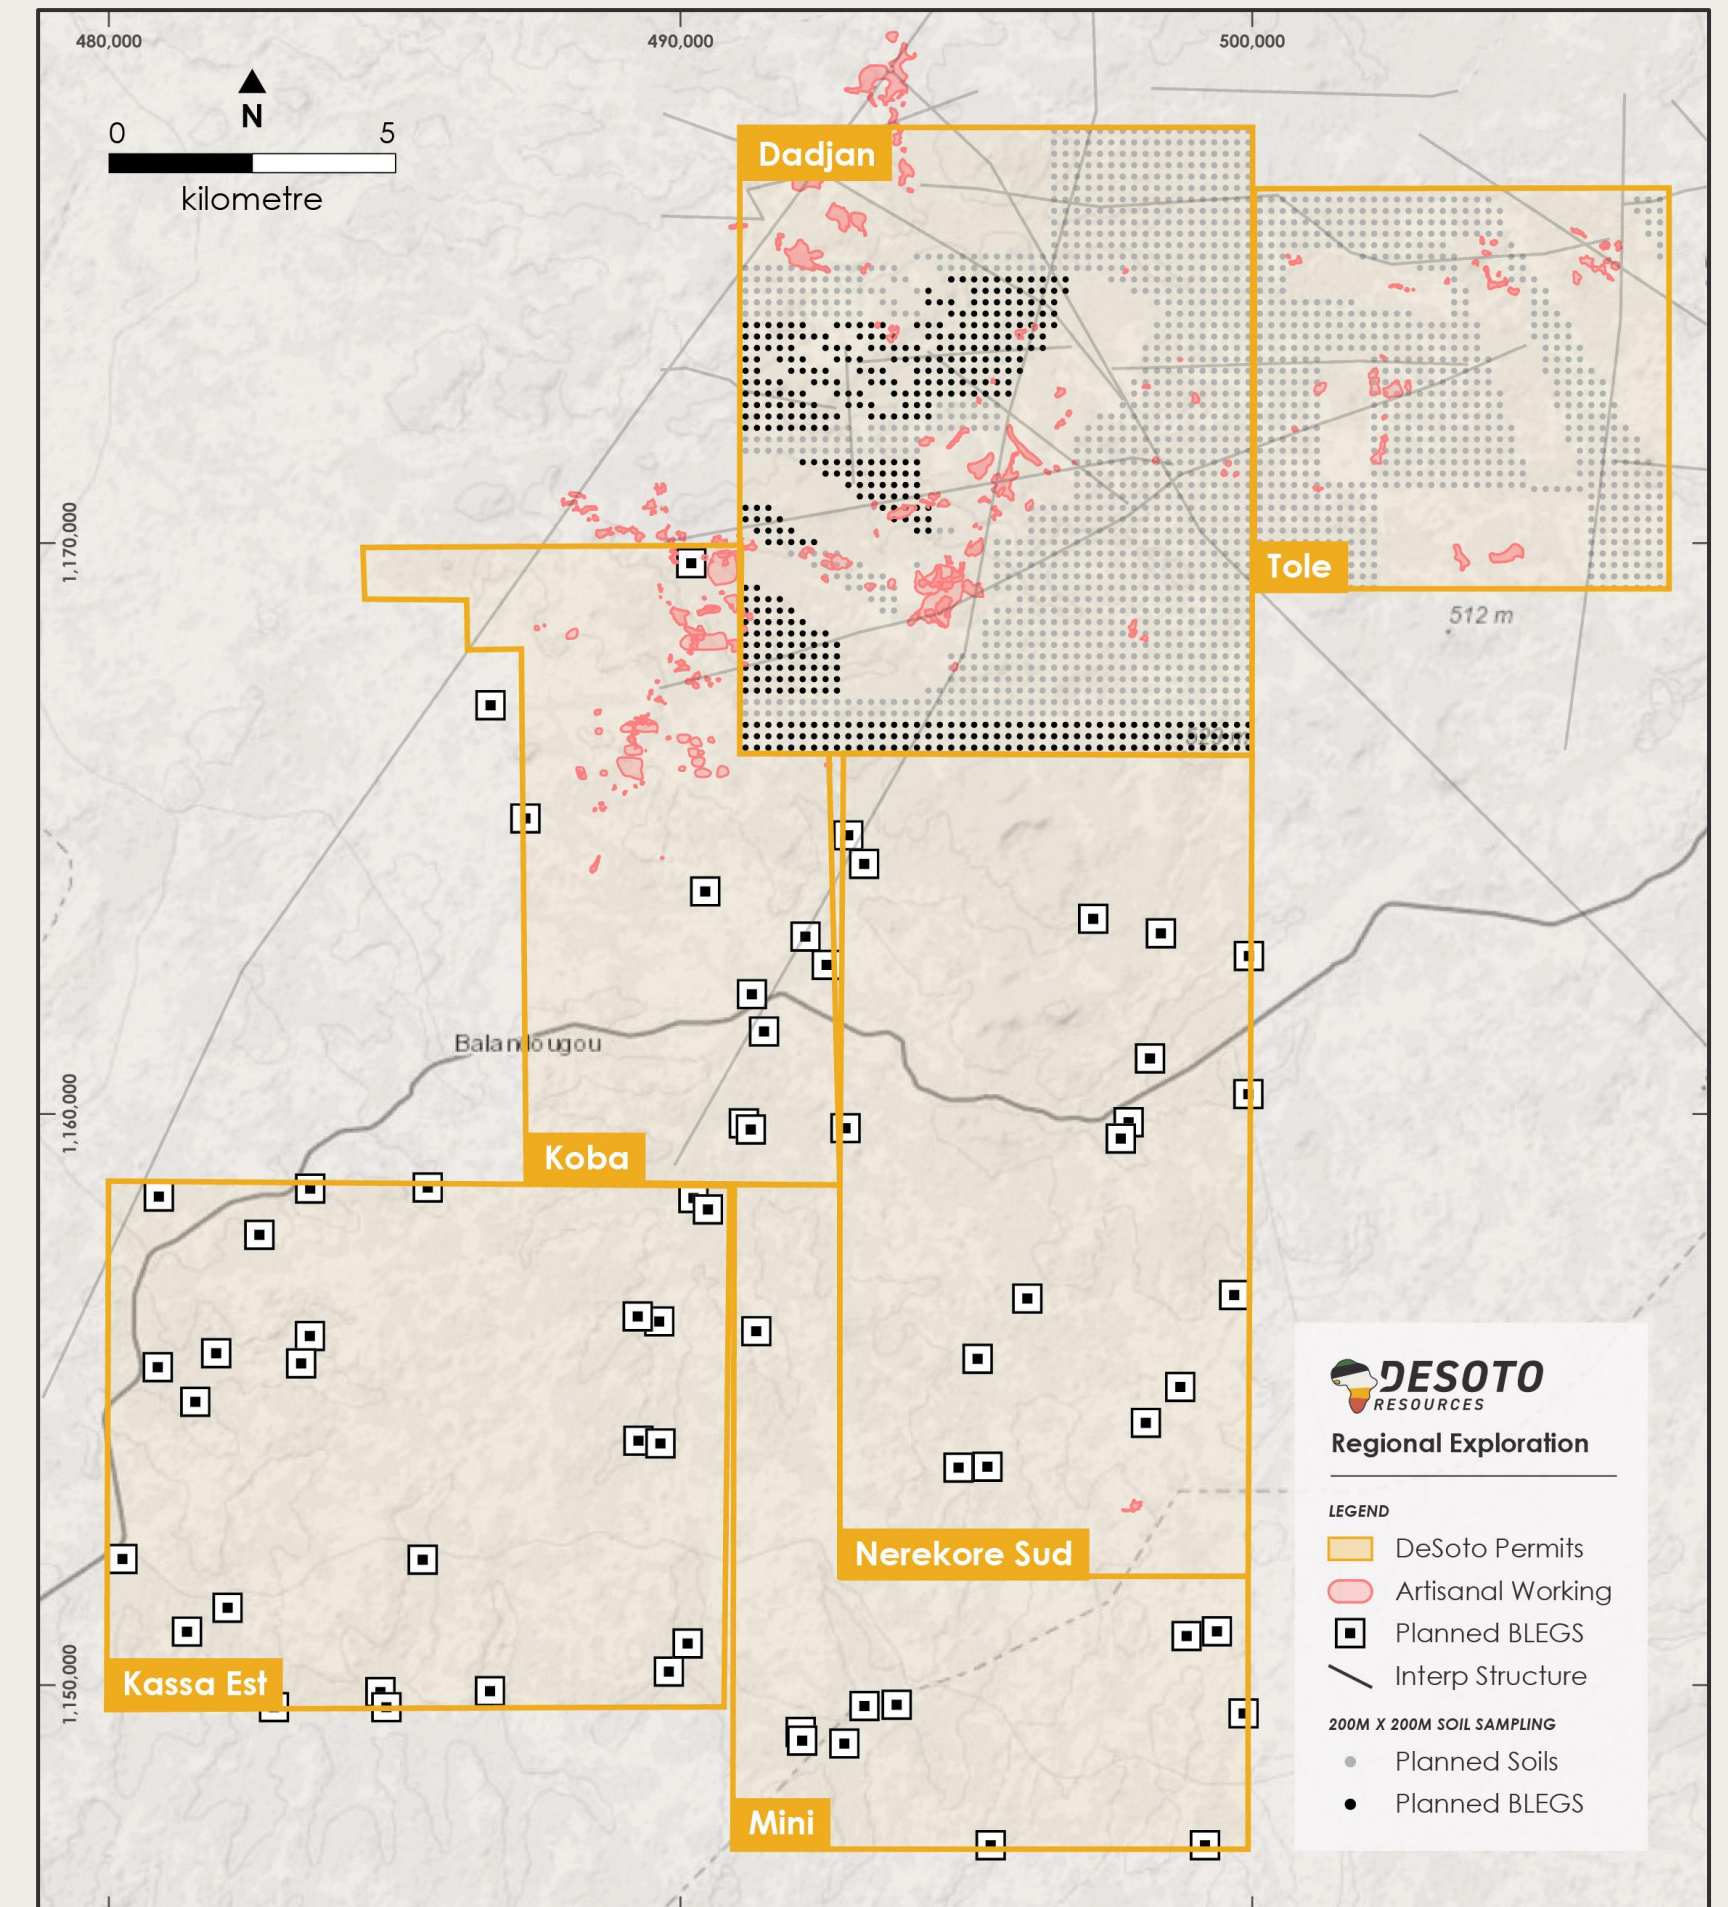 480,000
490,000
500,000
N
0 5
kilometre
Dadjan
1,170,000
Tole
512 m
529 m
Balandougou
1,160,000
Koba
DESOTO
RESOURCES
Regional Exploration
LEGEND
DeSoto Permits
Artisanal Working
Planned BLEGS
Interp Structure
200M X 200M SOIL SAMPLING
Planned Soils
Planned BLEGS
Nerekore Sud
1,150,000
Kassa Est
Mini